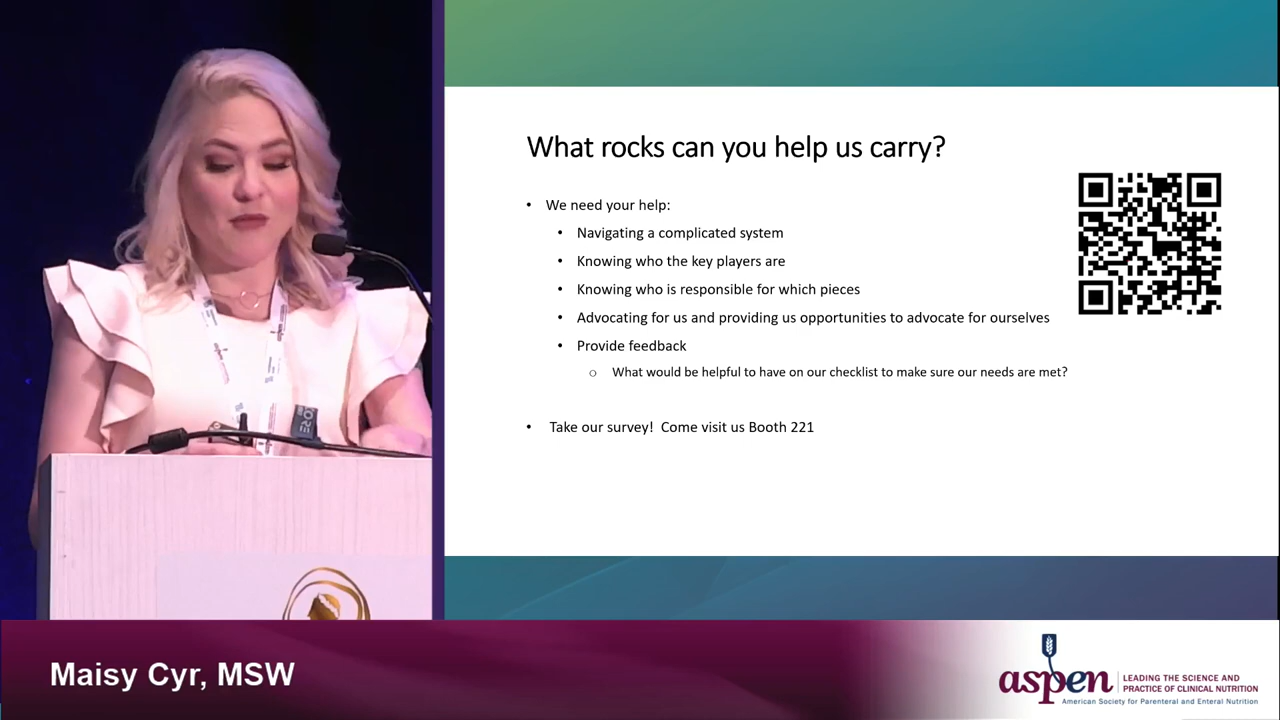 What rocks can you help us carry?
• We need your help:
• Navigating a complicated system
• Knowing who the key players are
• Knowing who is responsible for which pieces
• Advocating for us and providing us opportunities to advocate for ourselves
• Provide feedback
○ What would be helpful to have on our checklist to make sure our needs are met?
• Take our survey! Come visit us Booth 221
Maisy Cyr, MSW
aspen
LEADING THE SCIENCE AND
PRACTICE OF CLINICAL NUTRITION
American Society for Parenteral and Enteral Nutrition